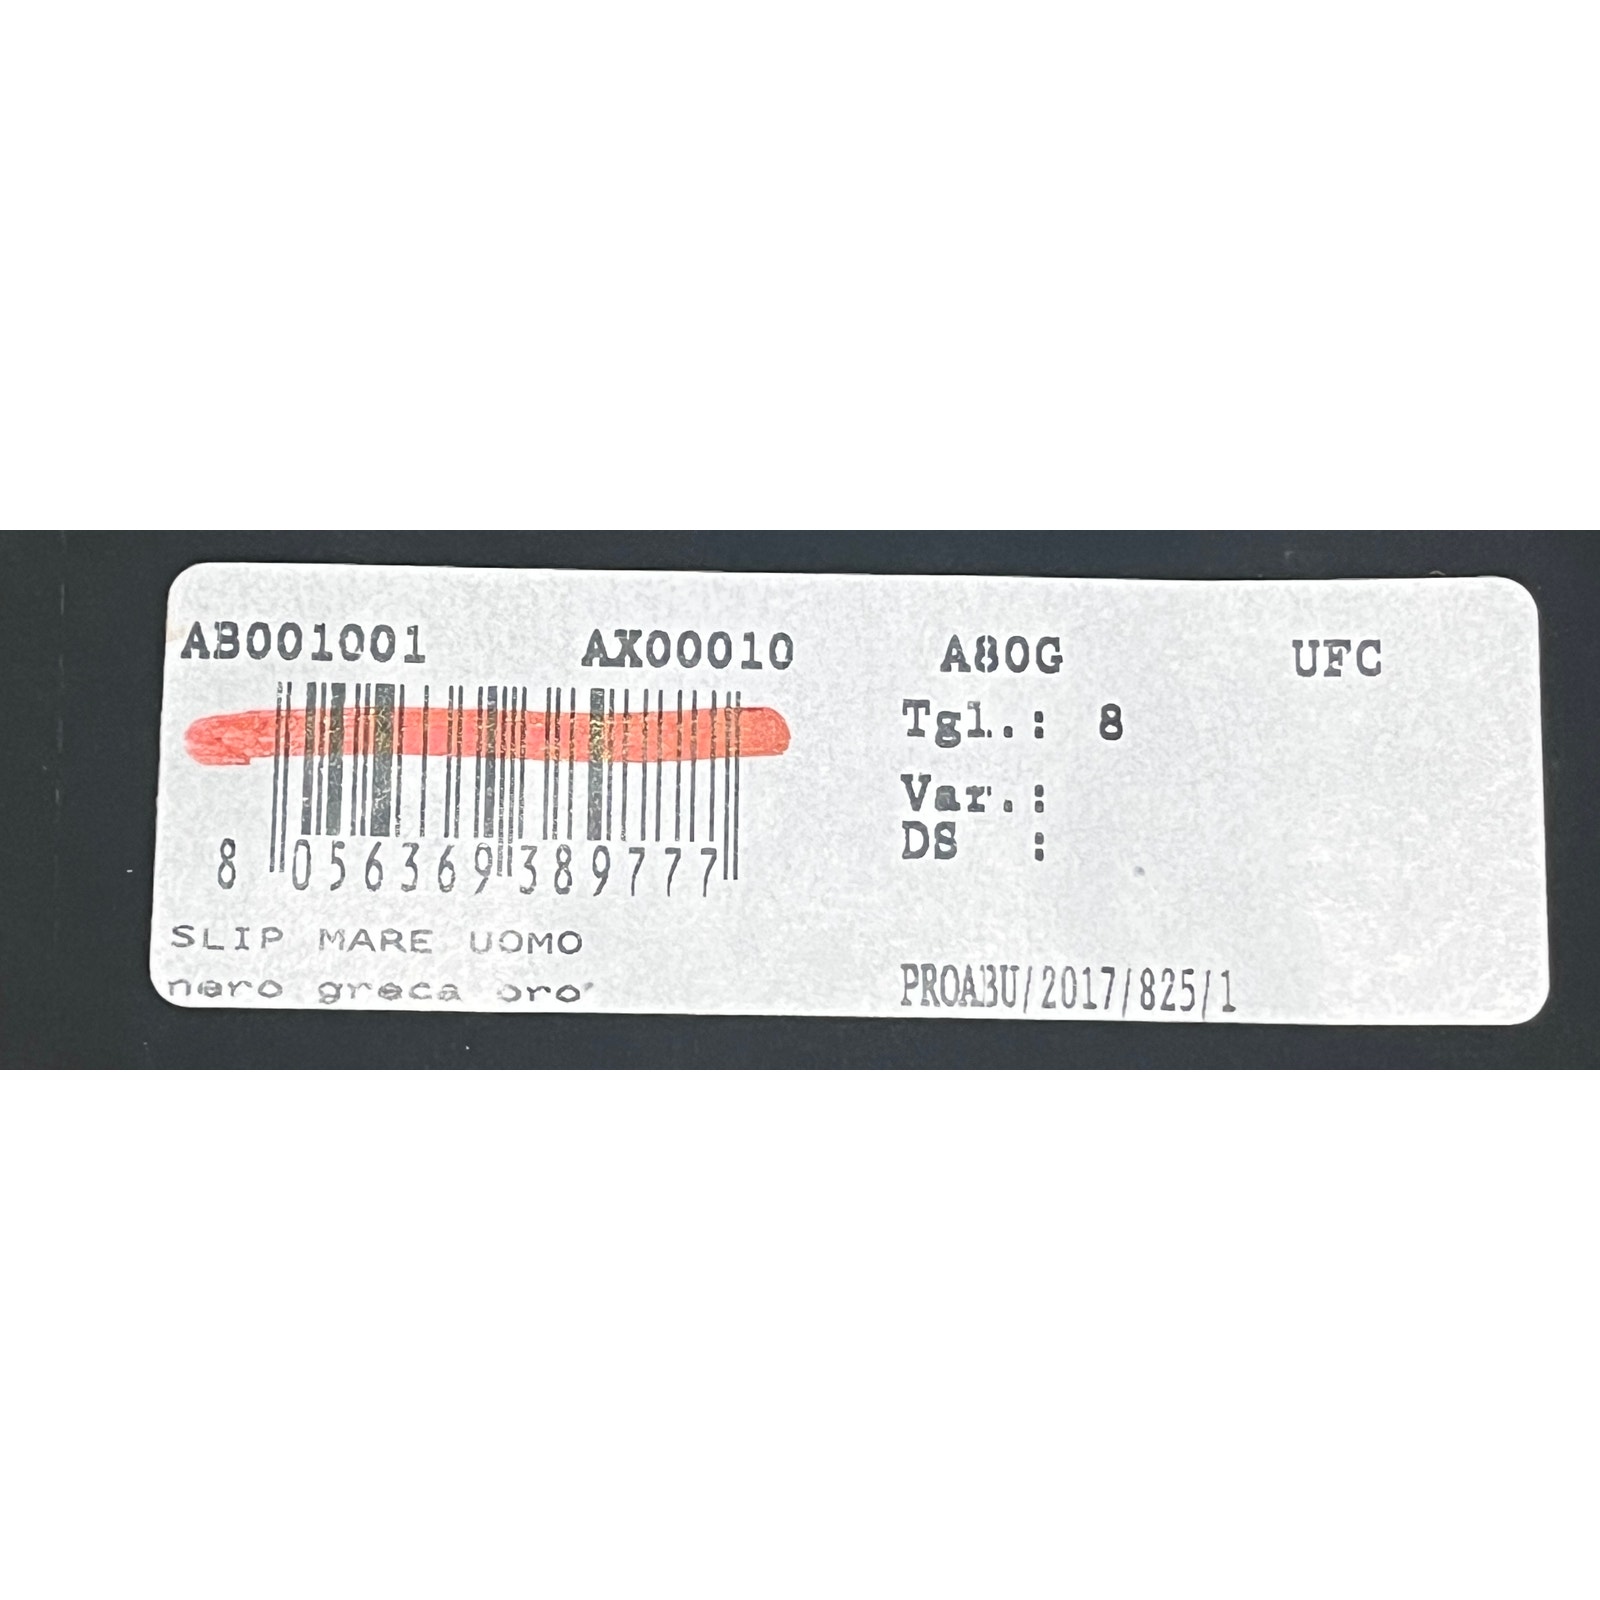 AB001001 AX00010 A80G UFC
Tgl.: 8
Var.:
DS :
8 056369 389777
SLIP MARE UOMO
nero greca oro
PROABU/2017/825/1